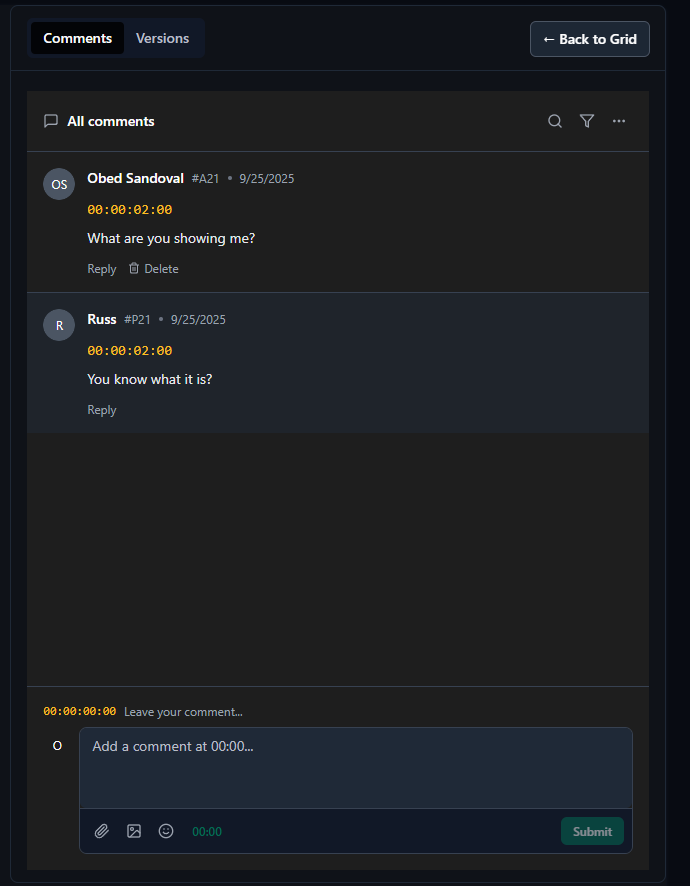 Comments Versions ← Back to Grid
All comments
OS Obed Sandoval #A21 • 9/25/2025
00:00:02:00
What are you showing me?
Reply Delete
R Russ #P21 • 9/25/2025
00:00:02:00
You know what it is?
Reply
00:00:00:00 Leave your comment...
O Add a comment at 00:00...
00:00 Submit